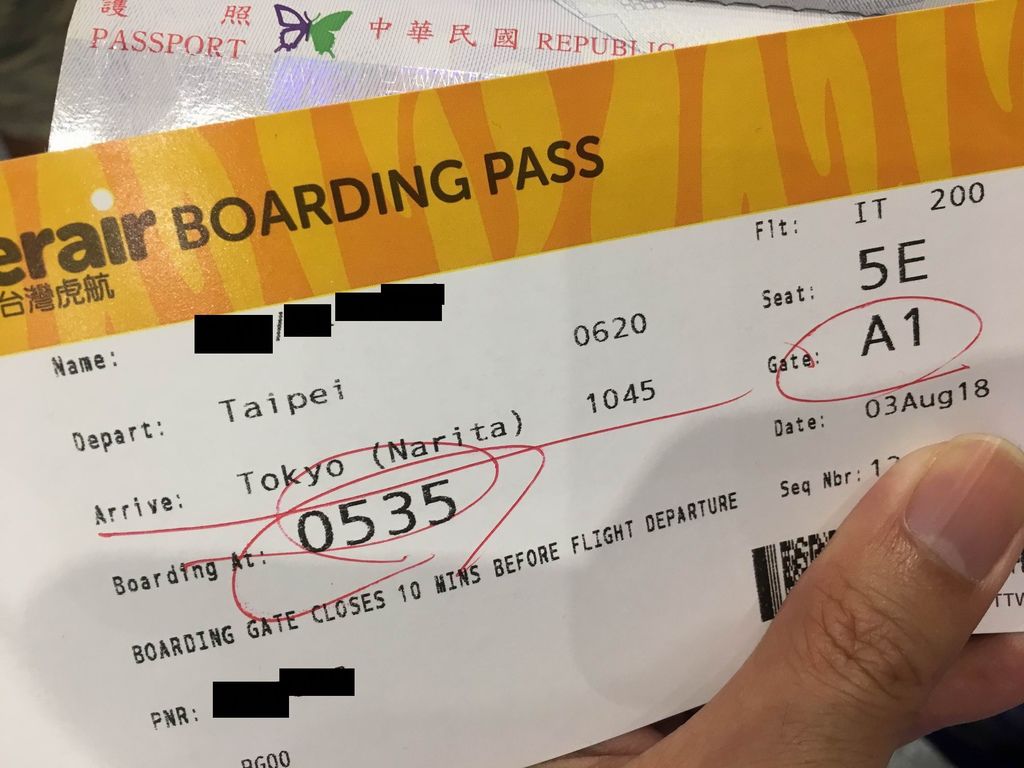 護照 中華民國
PASSPORT REPUBLIC
erair BOARDING PASS
台灣虎航
Flt: IT 200
Seat: 5E
Gate: A1
Date: 03Aug18
Seq Nbr:
Name:
Depart: Taipei 0620
Arrive: Tokyo (Narita) 1045
Boarding At: 0535
BOARDING GATE CLOSES 10 MINS BEFORE FLIGHT DEPARTURE
PNR: